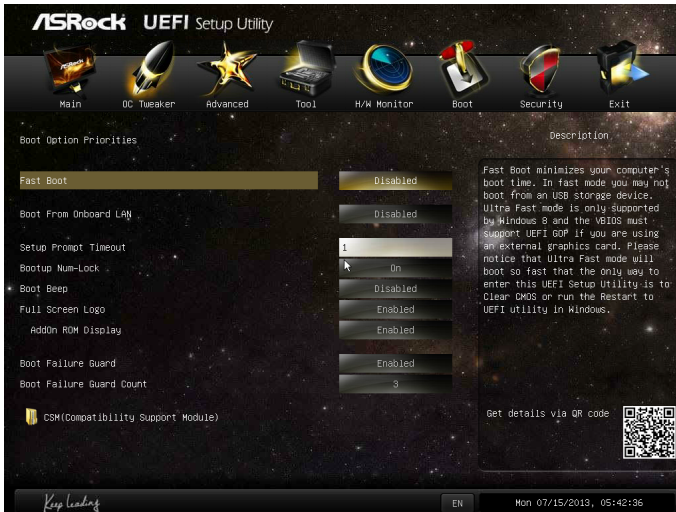 ASRock UEFI Setup Utility
ASRock
Main OC Tweaker Advanced Tool H/W Monitor Boot Security Exit
Boot Option Priorities
Fast Boot Disabled
Boot From Onboard LAN Disabled
Setup Prompt Timeout 1
Bootup Num-Lock On
Boot Beep Disabled
Full Screen Logo Enabled
AddOn ROM Display Enabled
Boot Failure Guard Enabled
Boot Failure Guard Count 3
CSM(Compatibility Support Module)
Description
Fast Boot minimizes your computer's
boot time. In fast mode you may not
boot from an USB storage device.
Ultra Fast mode is only supported
by Windows 8 and the VBIOS must
support UEFI GOP if you are using
an external graphics card. Please
notice that Ultra Fast mode will
boot so fast that the only way to
enter this UEFI Setup Utility is to
Clear CMOS or run the Restart to
UEFI utility in Windows.
Get details via QR code
Keep Leading
EN
Mon 07/15/2013, 05:42:36